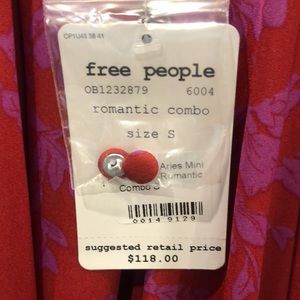 OP1U43 38 41
free people
OB1232879 6004
romantic combo
size S
Aries Mini
Romantic
Combo S
0014 9129
suggested retail price
$118.00